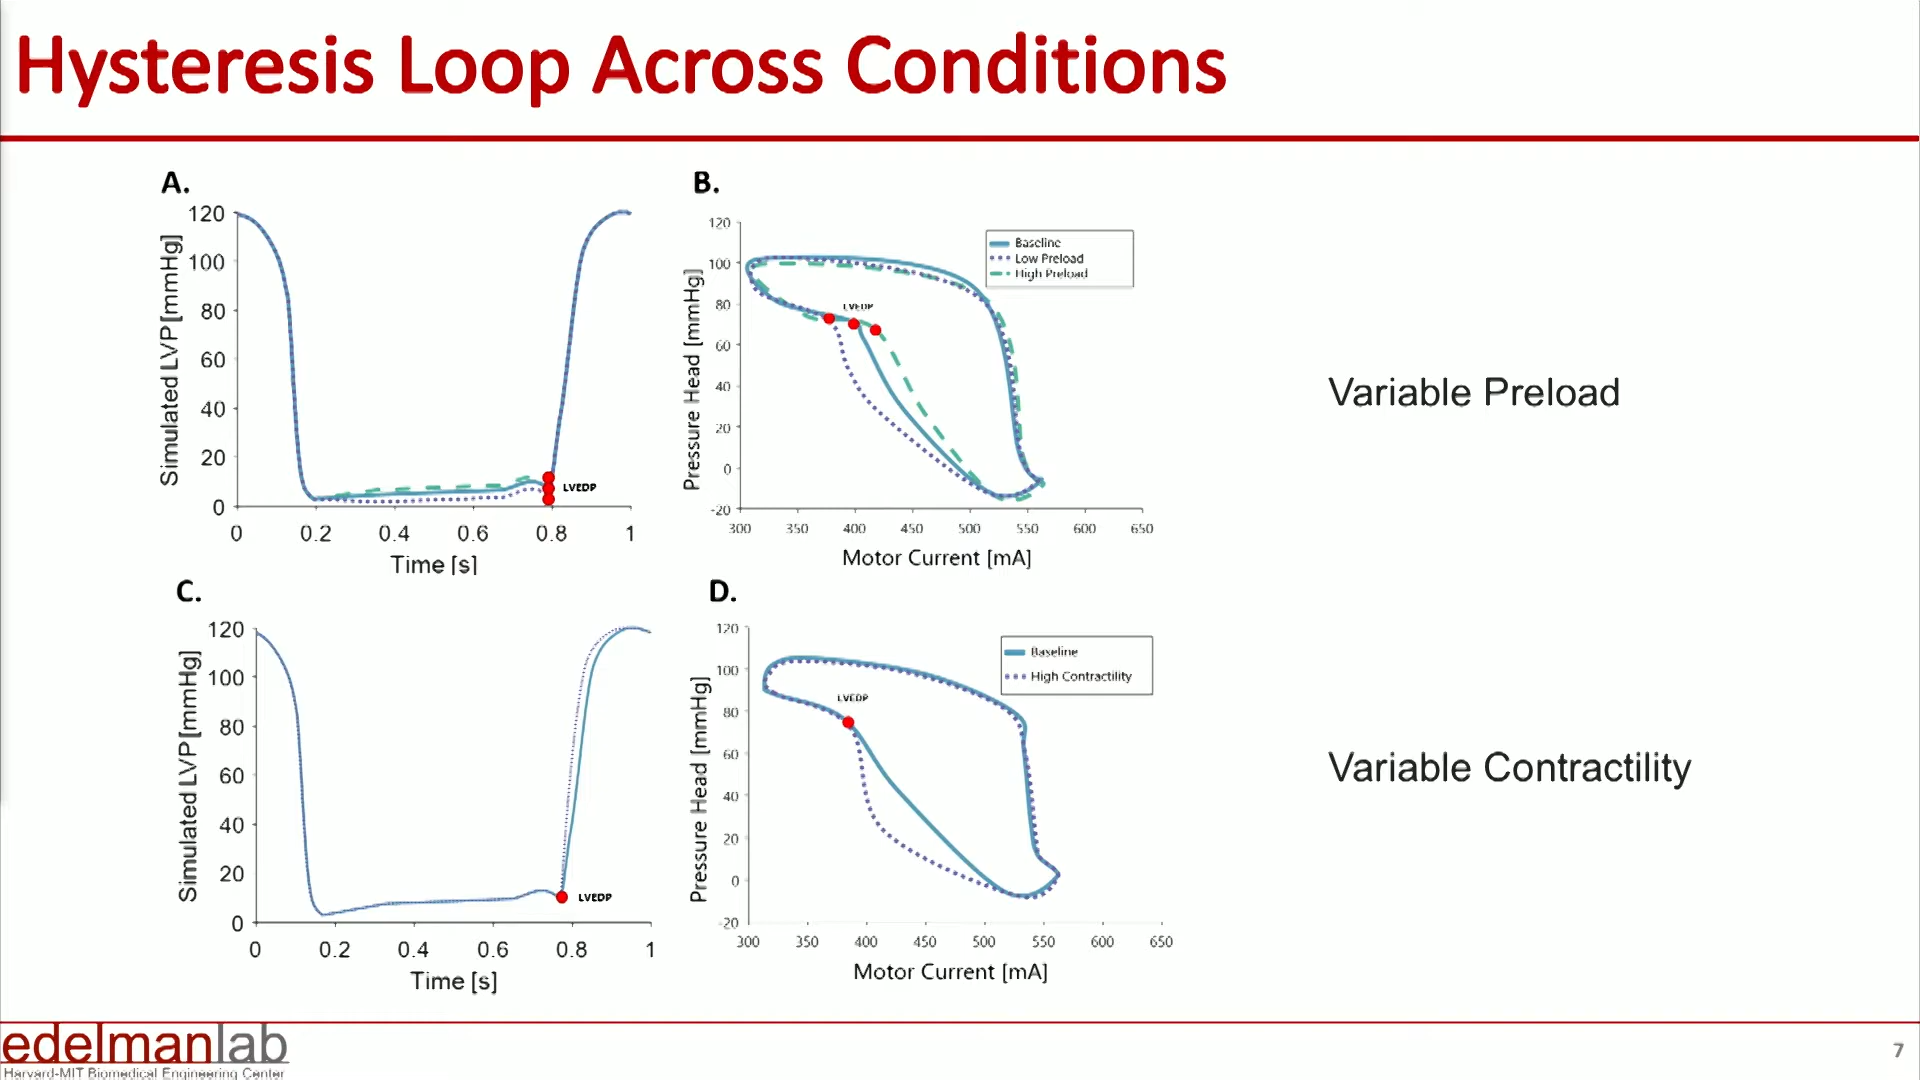 Hysteresis Loop Across Conditions
A.
Simulated LVP [mmHg]
120
100
80
60
40
20
0
LVEDP
0 0.2 0.4 0.6 0.8 1
Time [s]
B.
Pressure Head [mmHg]
120
100
80
60
40
20
0
-20
Baseline
Low Preload
High Preload
LVEDP
300 350 400 450 500 550 600 650
Motor Current [mA]
Variable Preload
C.
Simulated LVP [mmHg]
120
100
80
60
40
20
0
LVEDP
0 0.2 0.4 0.6 0.8 1
Time [s]
D.
Pressure Head [mmHg]
120
100
80
60
40
20
0
-20
Baseline
High Contractility
LVEDP
300 350 400 450 500 550 600 650
Motor Current [mA]
Variable Contractility
edelmanlab
Harvard-MIT Biomedical Engineering Center
7